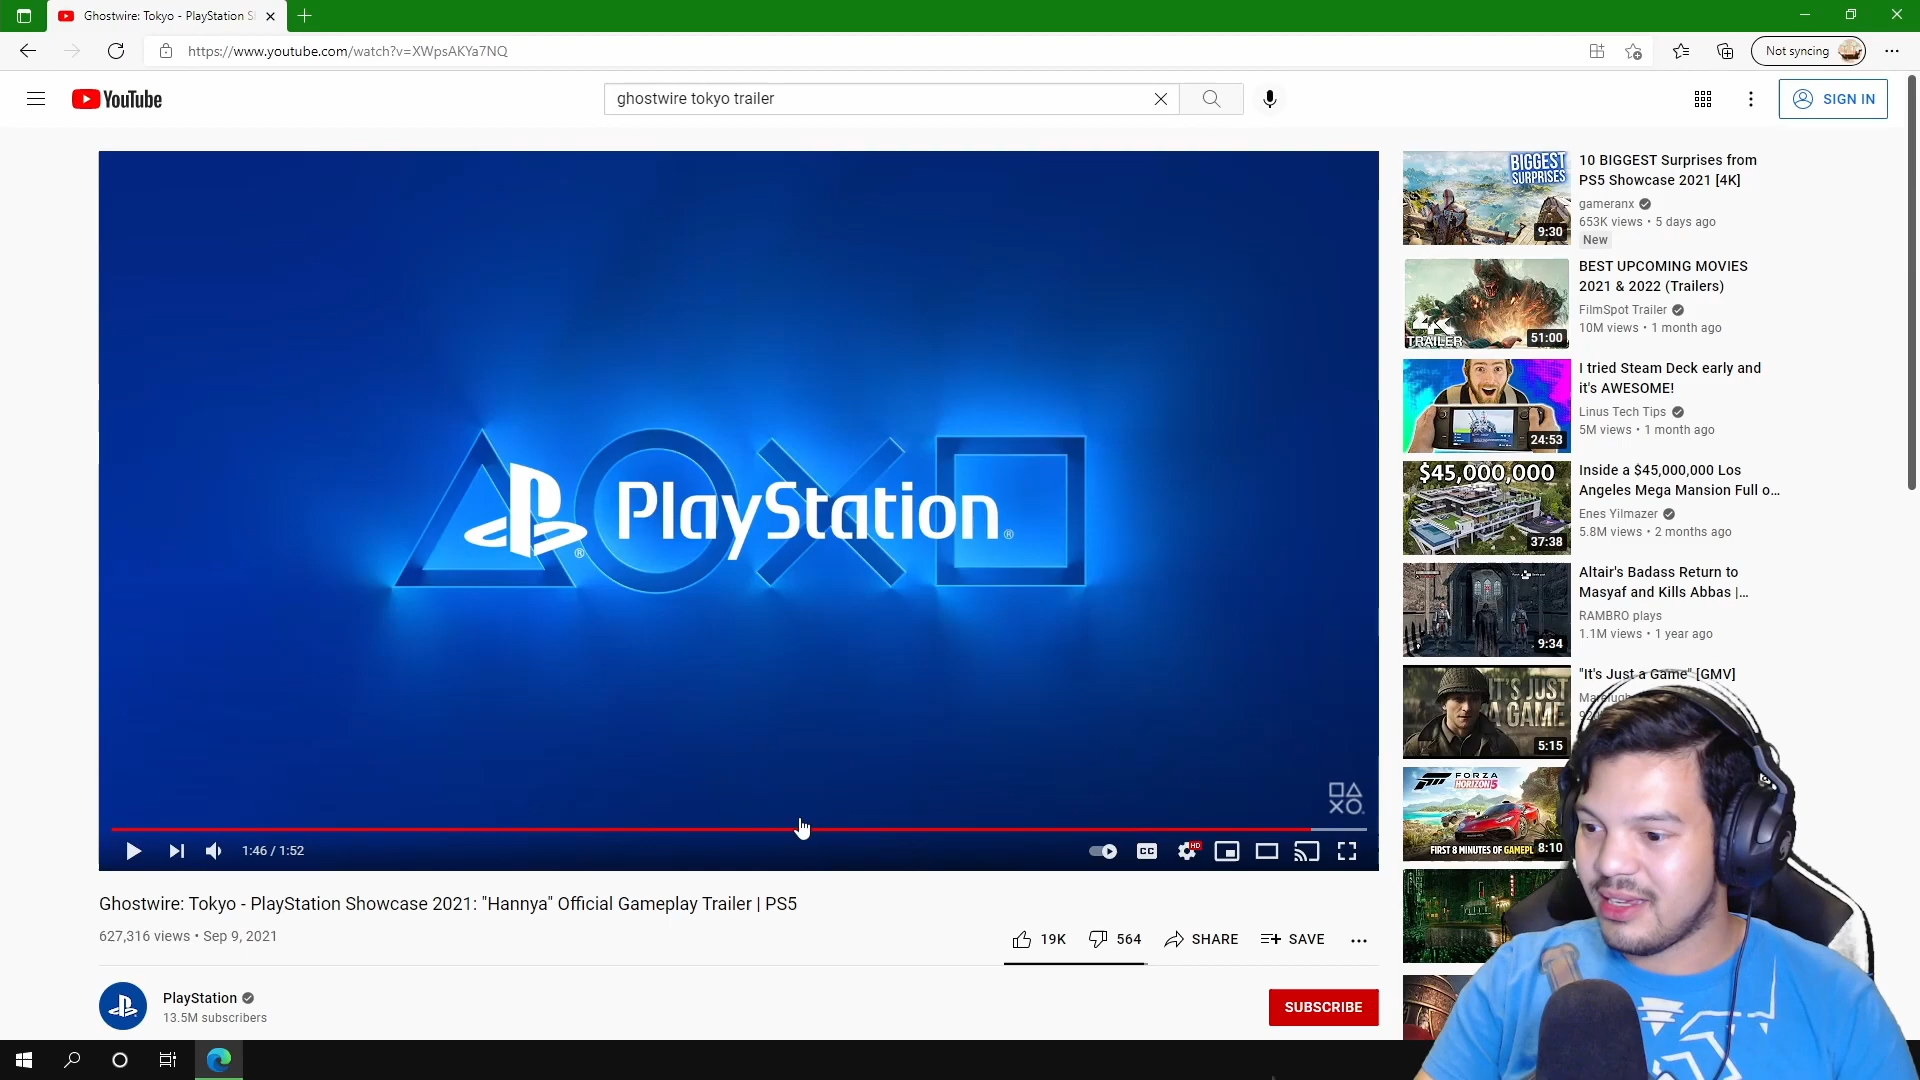 Ghostwire: Tokyo - PlayStation S
https://www.youtube.com/watch?v=XWpsAKYa7NQ
Not syncing
YouTube
ghostwire tokyo trailer
SIGN IN
PlayStation
1:46 / 1:52
CC
HD
Ghostwire: Tokyo - PlayStation Showcase 2021: "Hannya" Official Gameplay Trailer | PS5
627,316 views • Sep 9, 2021
19K
564
SHARE
SAVE
PlayStation
13.5M subscribers
SUBSCRIBE
BIGGEST
SURPRISES
9:30
10 BIGGEST Surprises from
PS5 Showcase 2021 [4K]
gameranx
653K views • 5 days ago
New
4K
TRAILER
51:00
BEST UPCOMING MOVIES
2021 & 2022 (Trailers)
FilmSpot Trailer
10M views • 1 month ago
24:53
I tried Steam Deck early and
it's AWESOME!
Linus Tech Tips
5M views • 1 month ago
$45,000,000
37:38
Inside a $45,000,000 Los
Angeles Mega Mansion Full o...
Enes Yilmazer
5.8M views • 2 months ago
9:34
Altair's Badass Return to
Masyaf and Kills Abbas |...
RAMBRO plays
1.1M views • 1 year ago
IT'S JUST
A GAME
5:15
"It's Just a Game" [GMV]
FORZA
HORIZON 5
FIRST 8 MINUTES OF GAMEPL
8:10